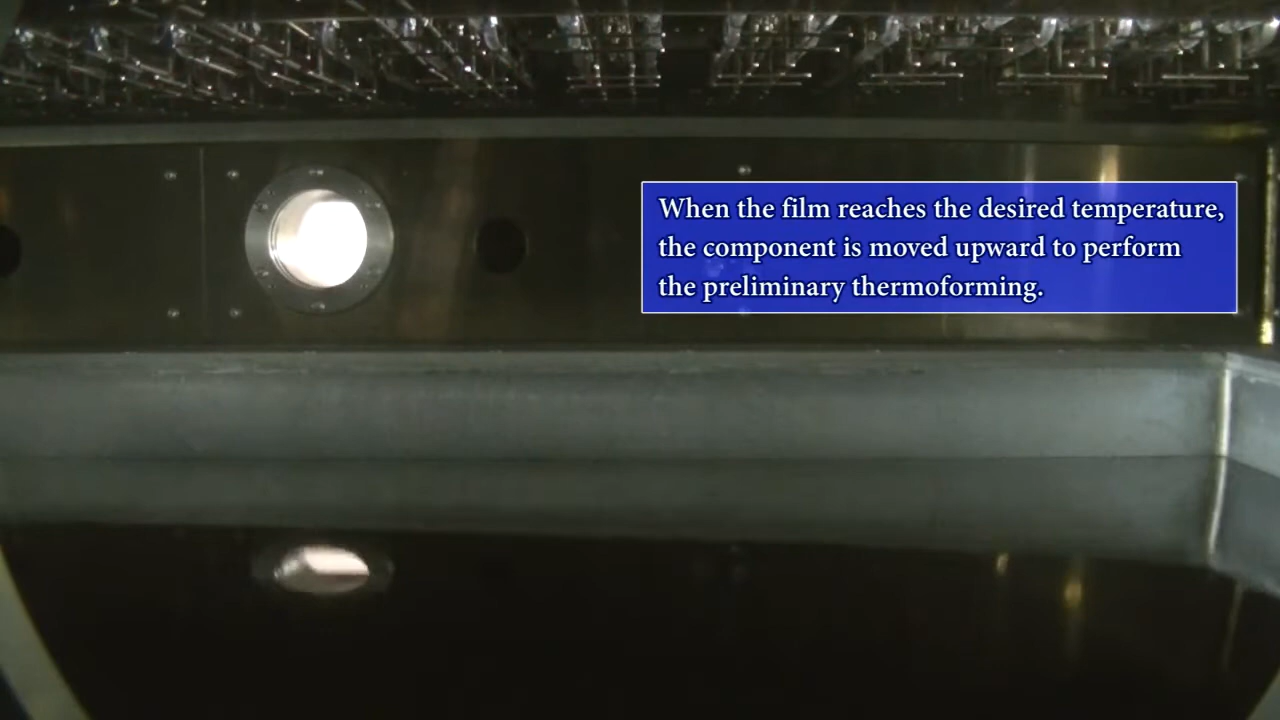 When the film reaches the desired temperature,
the component is moved upward to perform
the preliminary thermoforming.